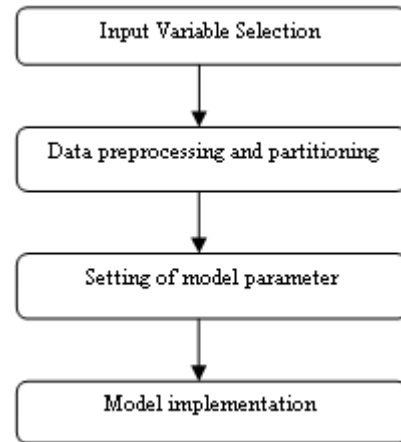 Input Variable Selection
Data preprocessing and partitioning
Setting of model parameter
Model implementation